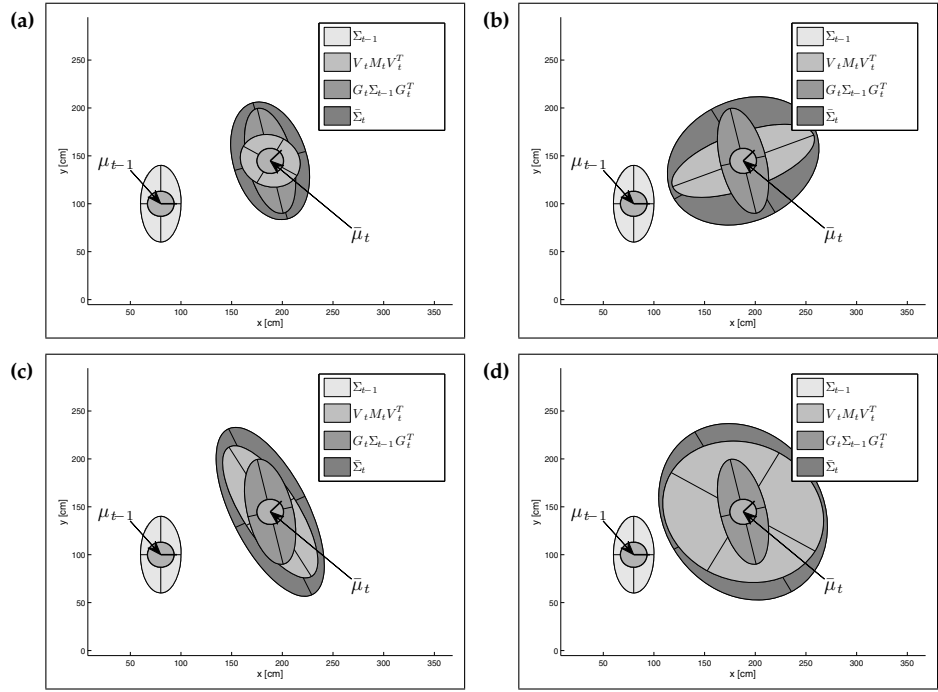 (a)
Σ_{t−1}
V_t M_t V_t^T
G_t Σ_{t−1} G_t^T
Σ̄_t
μ_{t−1}
μ̄_t
y [cm]
250
200
150
100
50
0
50 100 150 200 250 300 350
x [cm]
(b)
Σ_{t−1}
V_t M_t V_t^T
G_t Σ_{t−1} G_t^T
Σ̄_t
μ_{t−1}
μ̄_t
y [cm]
250
200
150
100
50
0
50 100 150 200 250 300 350
x [cm]
(c)
Σ_{t−1}
V_t M_t V_t^T
G_t Σ_{t−1} G_t^T
Σ̄_t
μ_{t−1}
μ̄_t
y [cm]
250
200
150
100
50
0
50 100 150 200 250 300 350
x [cm]
(d)
Σ_{t−1}
V_t M_t V_t^T
G_t Σ_{t−1} G_t^T
Σ̄_t
μ_{t−1}
μ̄_t
y [cm]
250
200
150
100
50
0
50 100 150 200 250 300 350
x [cm]